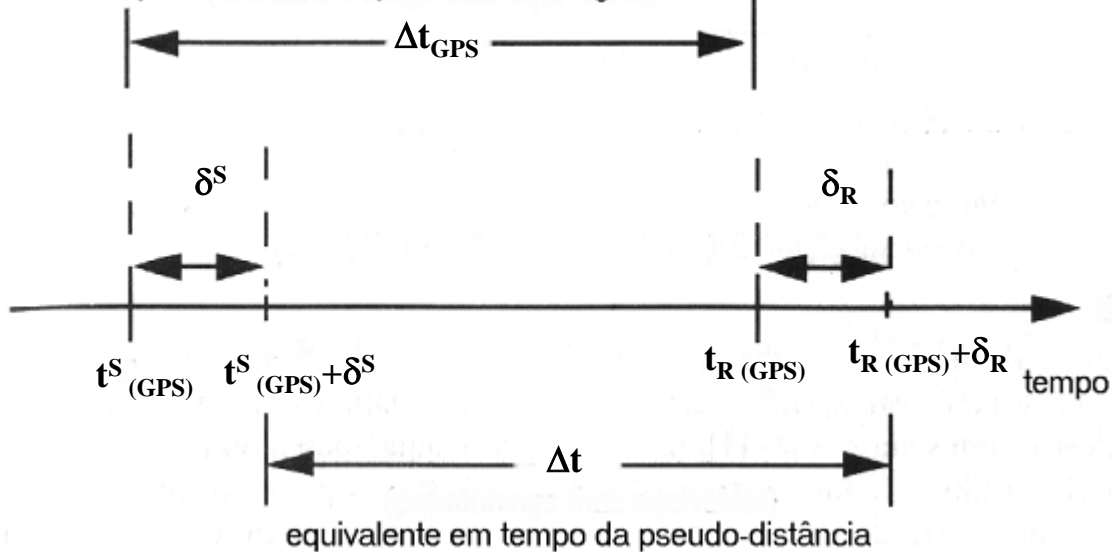 Δt_GPS
δ^S δ_R
t^S_(GPS) t^S_(GPS)+δ^S t_R (GPS) t_R (GPS)+δ_R
tempo
Δt
equivalente em tempo da pseudo-distância